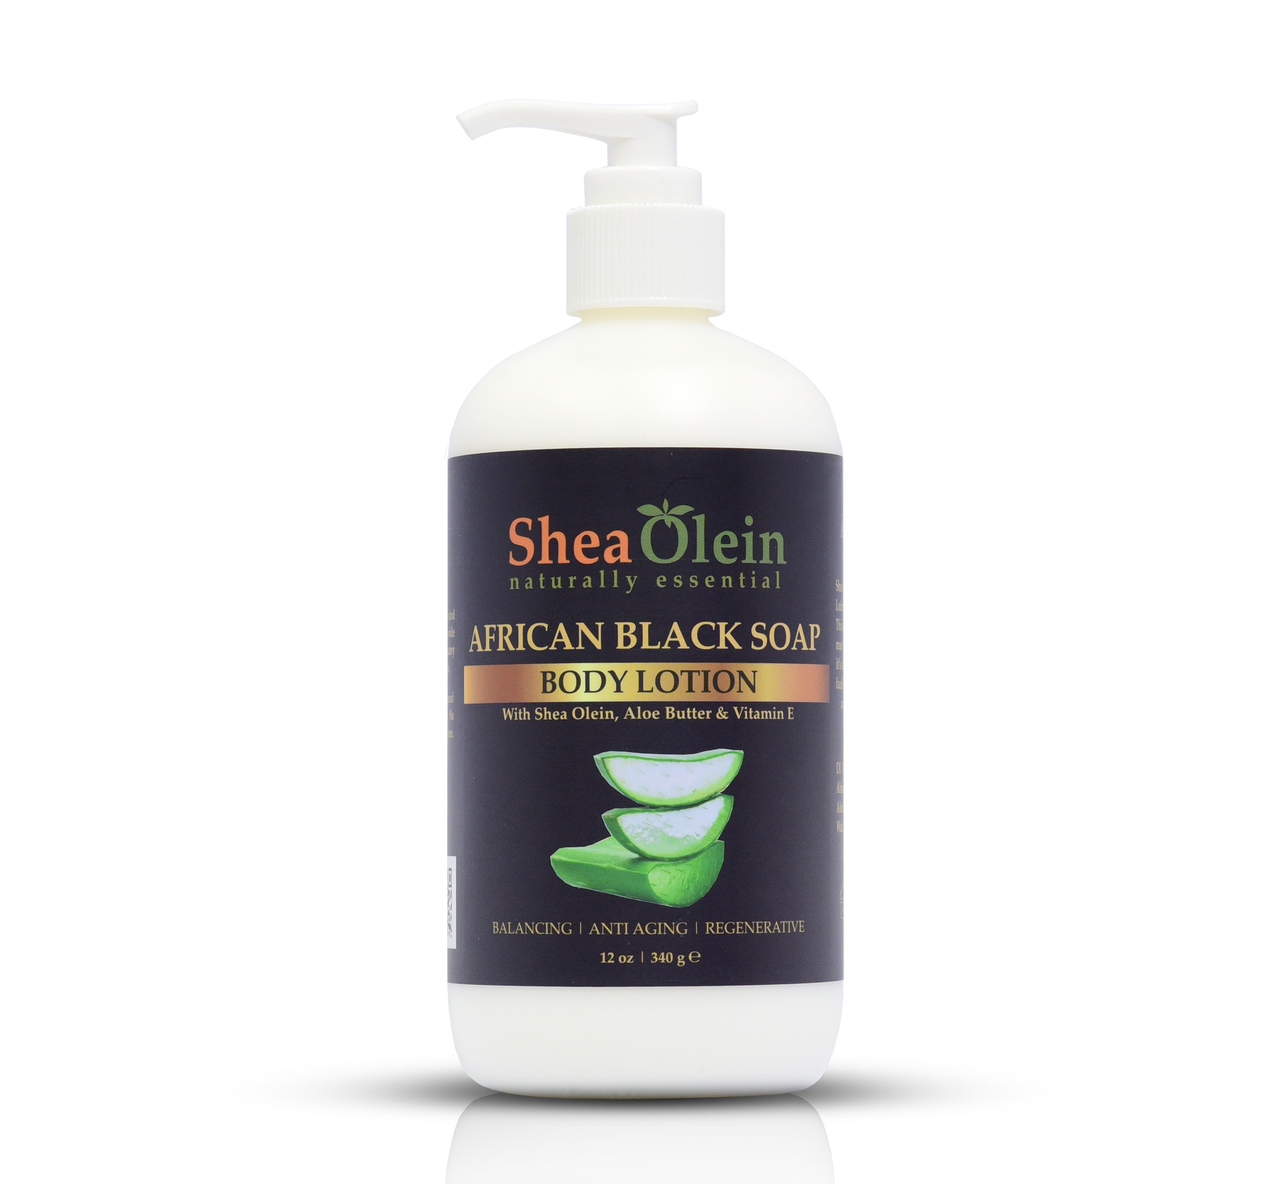 Shea Olein
naturally essential
AFRICAN BLACK SOAP
BODY LOTION
With Shea Olein, Aloe Butter & Vitamin E
BALANCING | ANTI AGING | REGENERATIVE
12 oz | 340 g ℮